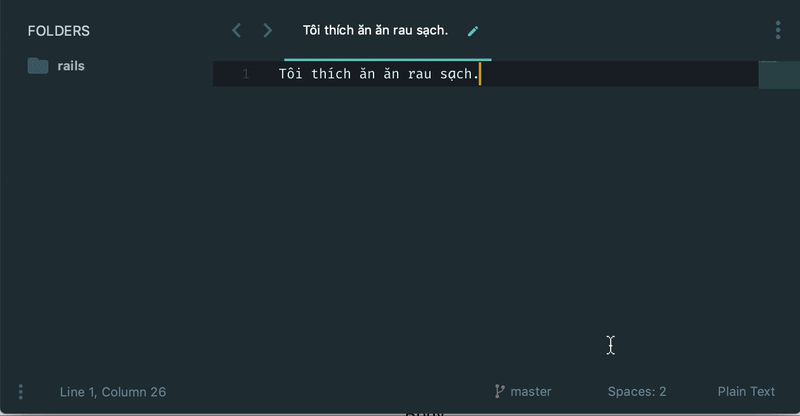 FOLDERS
rails
Tôi thích ăn ăn rau sạch.
1 Tôi thích ăn ăn rau sạch.
Line 1, Column 26
master
Spaces: 2
Plain Text